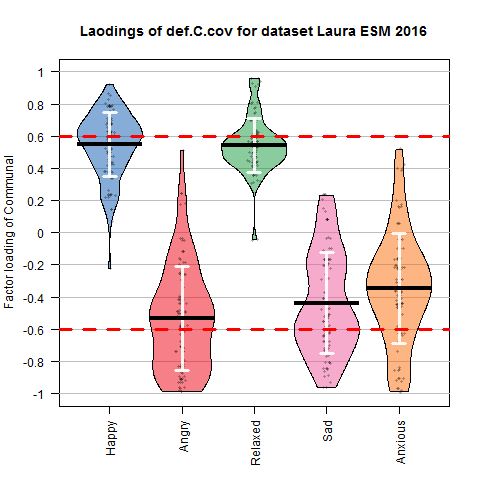 Laodings of def.C.cov for dataset Laura ESM 2016
Factor loading of Communal
1
0.8
0.6
0.4
0.2
0
-0.2
-0.4
-0.6
-0.8
-1
Happy
Angry
Relaxed
Sad
Anxious